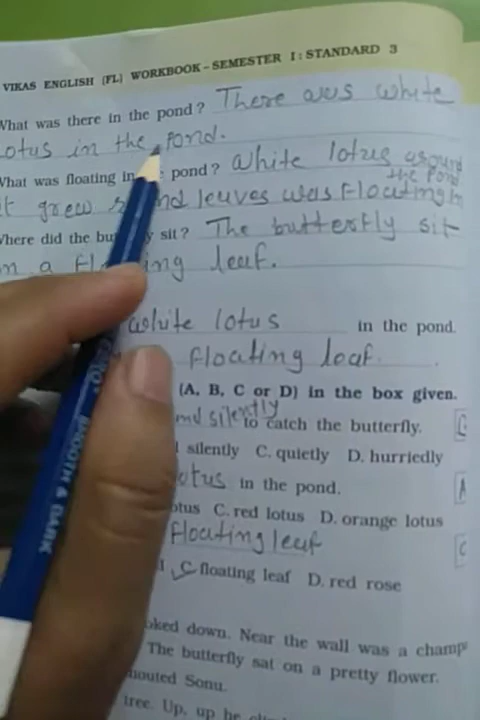 VIKAS ENGLISH (FL) WORKBOOK - SEMESTER I : STANDARD 3
What was there in the pond? There was white
lotus in the pond.
What was floating in pond? White lotus around
the pond
it grew leaves was floating in
Where did the sit? The butterfly sit
on a leaf.
white lotus in the pond.
floating leaf.
(A, B, C or D) in the box given.
silently to catch the butterfly.
silently C. quietly D. hurriedly
lotus in the pond. A
lotus C. red lotus D. orange lotus
floating leaf C
C. floating leaf D. red rose
looked down. Near the wall was a
The butterfly sat on a pretty flower.
shouted Sonu.
tree. Up, up he
SMOOTH & DARK